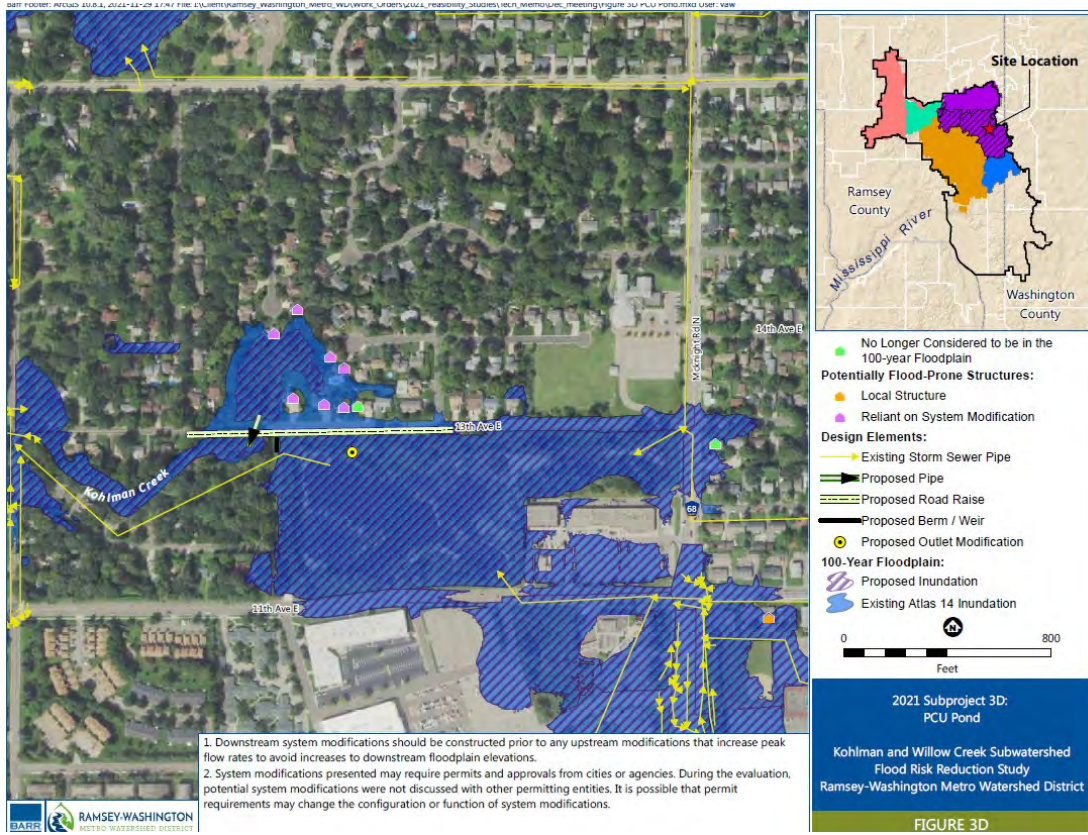 Barr Footer: ArcGIS 10.8.1, 2021-11-29 17:47 File: I:\Client\Ramsey_Washington_Metro_WD\Work_Orders\2021_Feasibility_Studies\Tech_Memo\Dec_meeting\Figure 3D PCU Pond.mxd User: vaw
Site Location
Ramsey
County
Mississippi River
Washington
County
McKnight Rd N
14th Ave E
13th Ave E
Kohlman Creek
68
11th Ave E
No Longer Considered to be in the
100-year Floodplain
Potentially Flood-Prone Structures:
Local Structure
Reliant on System Modification
Design Elements:
Existing Storm Sewer Pipe
Proposed Pipe
Proposed Road Raise
Proposed Berm / Weir
Proposed Outlet Modification
100-Year Floodplain:
Proposed Inundation
Existing Atlas 14 Inundation
N
0 800
Feet
1. Downstream system modifications should be constructed prior to any upstream modifications that increase peak
flow rates to avoid increases to downstream floodplain elevations.
2. System modifications presented may require permits and approvals from cities or agencies. During the evaluation,
potential system modifications were not discussed with other permitting entities. It is possible that permit
requirements may change the configuration or function of system modifications.
BARR
RAMSEY-WASHINGTON
METRO WATERSHED DISTRICT
2021 Subproject 3D:
PCU Pond
Kohlman and Willow Creek Subwatershed
Flood Risk Reduction Study
Ramsey-Washington Metro Watershed District
FIGURE 3D